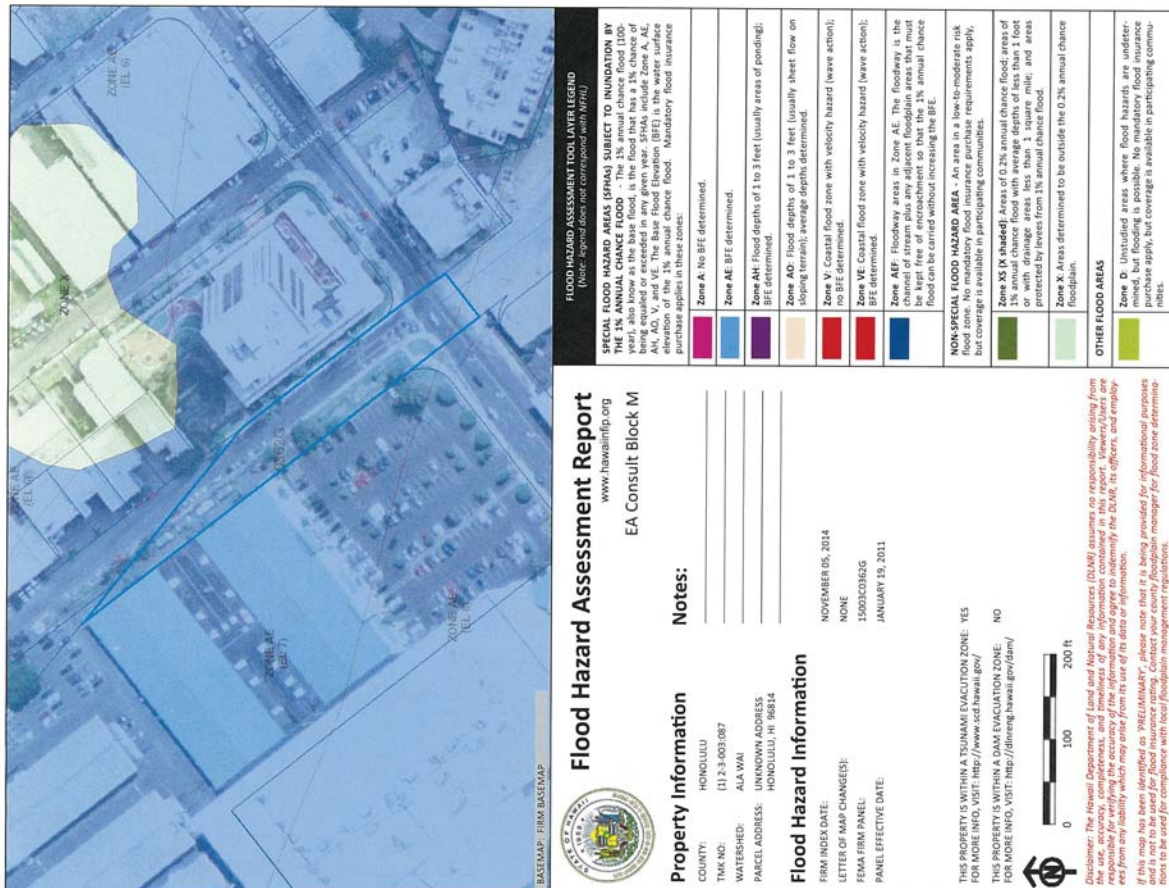 Flood Hazard Assessment Report
www.hawaiinfip.org
EA Consult Block M
Property Information
COUNTY: HONOLULU
TMK NO: (1) 2-3-003:087
WATERSHED: ALA WAI
PARCEL ADDRESS: UNKNOWN ADDRESS
HONOLULU, HI 96814
Notes:
Flood Hazard Information
FIRM INDEX DATE: NOVEMBER 05, 2014
LETTER OF MAP CHANGE(S): NONE
FEMA FIRM PANEL: 15003C0362G
PANEL EFFECTIVE DATE: JANUARY 19, 2011
THIS PROPERTY IS WITHIN A TSUNAMI EVACUTION ZONE: YES
FOR MORE INFO, VISIT: http://www.scd.hawaii.gov/
THIS PROPERTY IS WITHIN A DAM EVACUATION ZONE: NO
FOR MORE INFO, VISIT: http://dlnreng.hawaii.gov/dam/
N
0 100 200 ft
Disclaimer: The Hawaii Department of Land and Natural Resources (DLNR) assumes no responsibility arising from
the use, accuracy, completeness, and timeliness of any information contained in this report. Viewers/Users are
responsible for verifying the accuracy of the information and agree to indemnify the DLNR, its officers, and employ-
ees from any liability which may arise from its use of its data or information.
If this map has been identified as 'PRELIMINARY', please note that it is being provided for informational purposes
and is not to be used for flood insurance rating. Contact your county floodplain manager for flood zone determina-
tions to be used for compliance with local floodplain management regulations.
BASEMAP: FIRM BASEMAP
ZONE AE
(EL 7)
ZONE AE
ZONE AE
ZONE X
ZONE AE
(EL 6)
FLOOD HAZARD ASSESSMENT TOOL LAYER LEGEND
(Note: legend does not correspond with NFHL)
SPECIAL FLOOD HAZARD AREAS (SFHAs) SUBJECT TO INUNDATION BY
THE 1% ANNUAL CHANCE FLOOD - The 1% annual chance flood (100-
year), also know as the base flood, is the flood that has a 1% chance of
being equaled or exceeded in any given year. SFHAs include Zone A, AE,
AH, AO, V, and VE. The Base Flood Elevation (BFE) is the water surface
elevation of the 1% annual chance flood. Mandatory flood insurance
purchase applies in these zones:
Zone A: No BFE determined.
Zone AE: BFE determined.
Zone AH: Flood depths of 1 to 3 feet (usually areas of ponding);
BFE determined.
Zone AO: Flood depths of 1 to 3 feet (usually sheet flow on
sloping terrain); average depths determined.
Zone V: Coastal flood zone with velocity hazard (wave action);
no BFE determined.
Zone VE: Coastal flood zone with velocity hazard (wave action);
BFE determined.
Zone AEF: Floodway areas in Zone AE. The floodway is the
channel of stream plus any adjacent floodplain areas that must
be kept free of encroachment so that the 1% annual chance
flood can be carried without increasing the BFE.
NON-SPECIAL FLOOD HAZARD AREA - An area in a low-to-moderate risk
flood zone. No mandatory flood insurance purchase requirements apply,
but coverage is available in participating communities.
Zone XS (X shaded): Areas of 0.2% annual chance flood; areas of
1% annual chance flood with average depths of less than 1 foot
or with drainage areas less than 1 square mile; and areas
protected by levees from 1% annual chance flood.
Zone X: Areas determined to be outside the 0.2% annual chance
floodplain.
OTHER FLOOD AREAS
Zone D: Unstudied areas where flood hazards are undeter-
mined, but flooding is possible. No mandatory flood insurance
purchase apply, but coverage is available in participating commu-
nities.